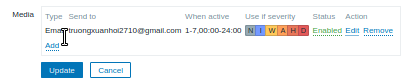 Media Type Send to When active Use if severity Status Action
Email truongxuanhoi2710@gmail.com 1-7,00:00-24:00 N I W A H D Enabled Edit Remove
Add
Update Cancel